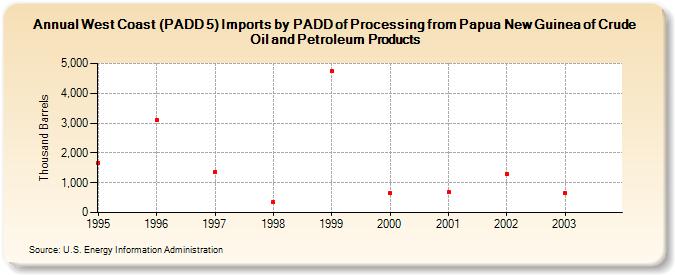 Annual West Coast (PADD 5) Imports by PADD of Processing from Papua New Guinea of Crude
Oil and Petroleum Products
Thousand Barrels
5,000
4,000
3,000
2,000
1,000
0
1995 1996 1997 1998 1999 2000 2001 2002 2003
Source: U.S. Energy Information Administration